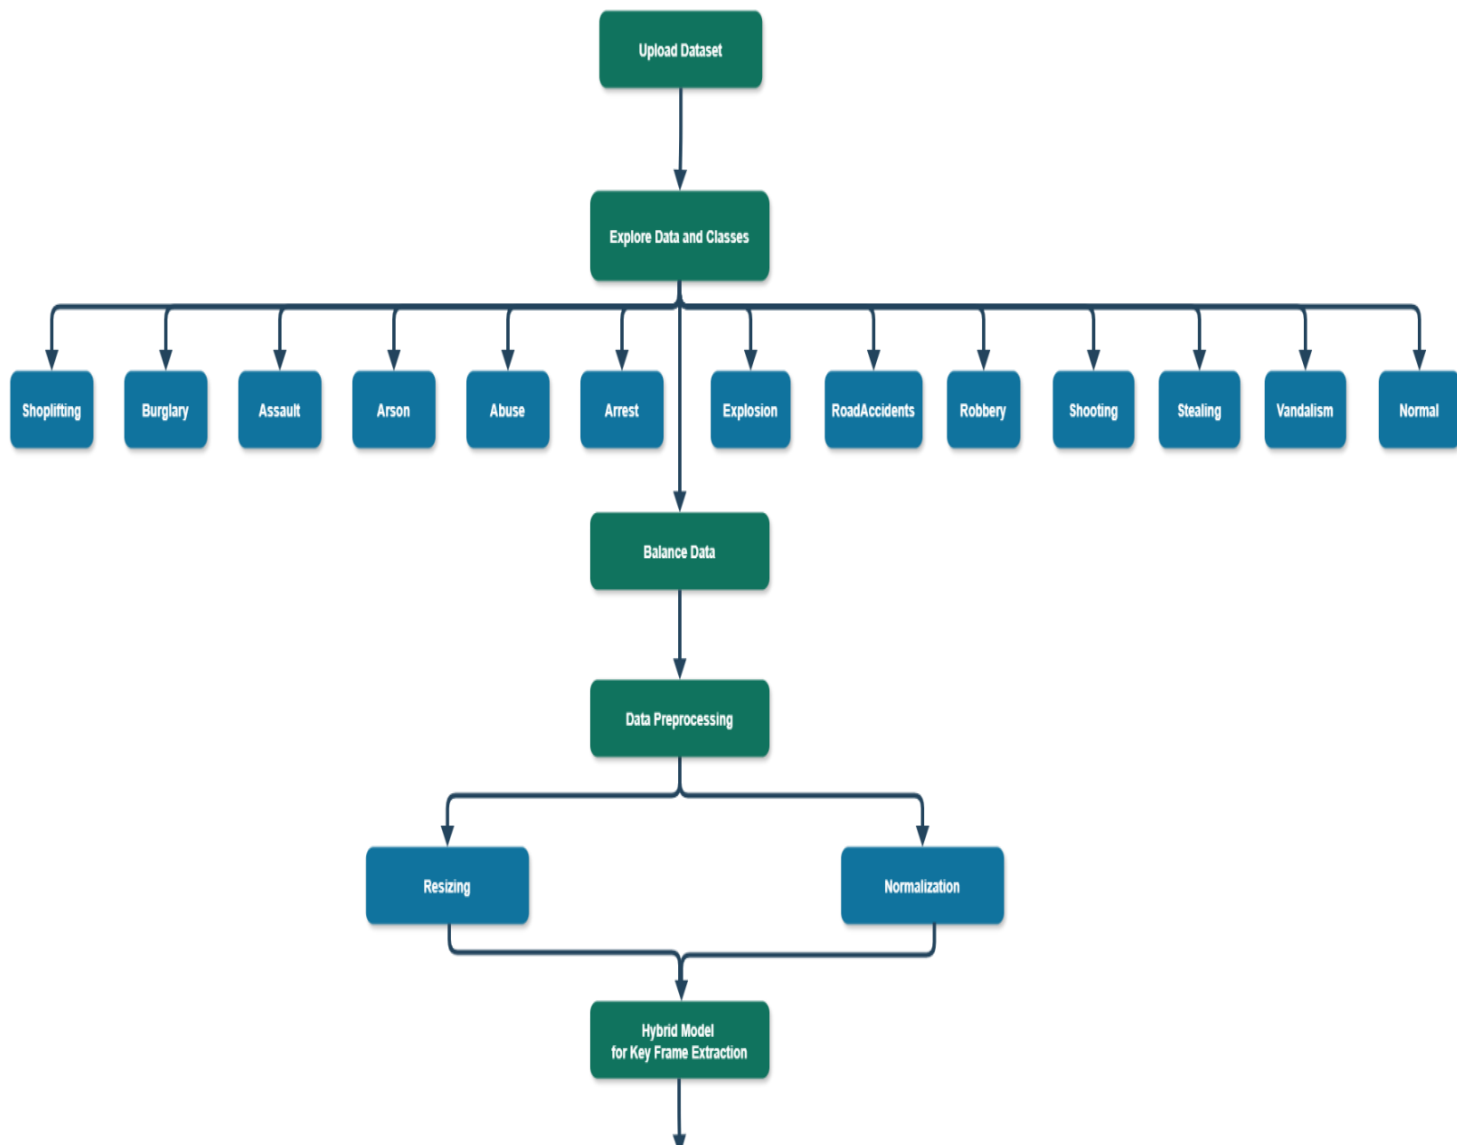 Upload Dataset
Explore Data and Classes
Shoplifting
Burglary
Assault
Arson
Abuse
Arrest
Explosion
RoadAccidents
Robbery
Shooting
Stealing
Vandalism
Normal
Balance Data
Data Preprocessing
Resizing
Normalization
Hybrid Model
for Key Frame Extraction